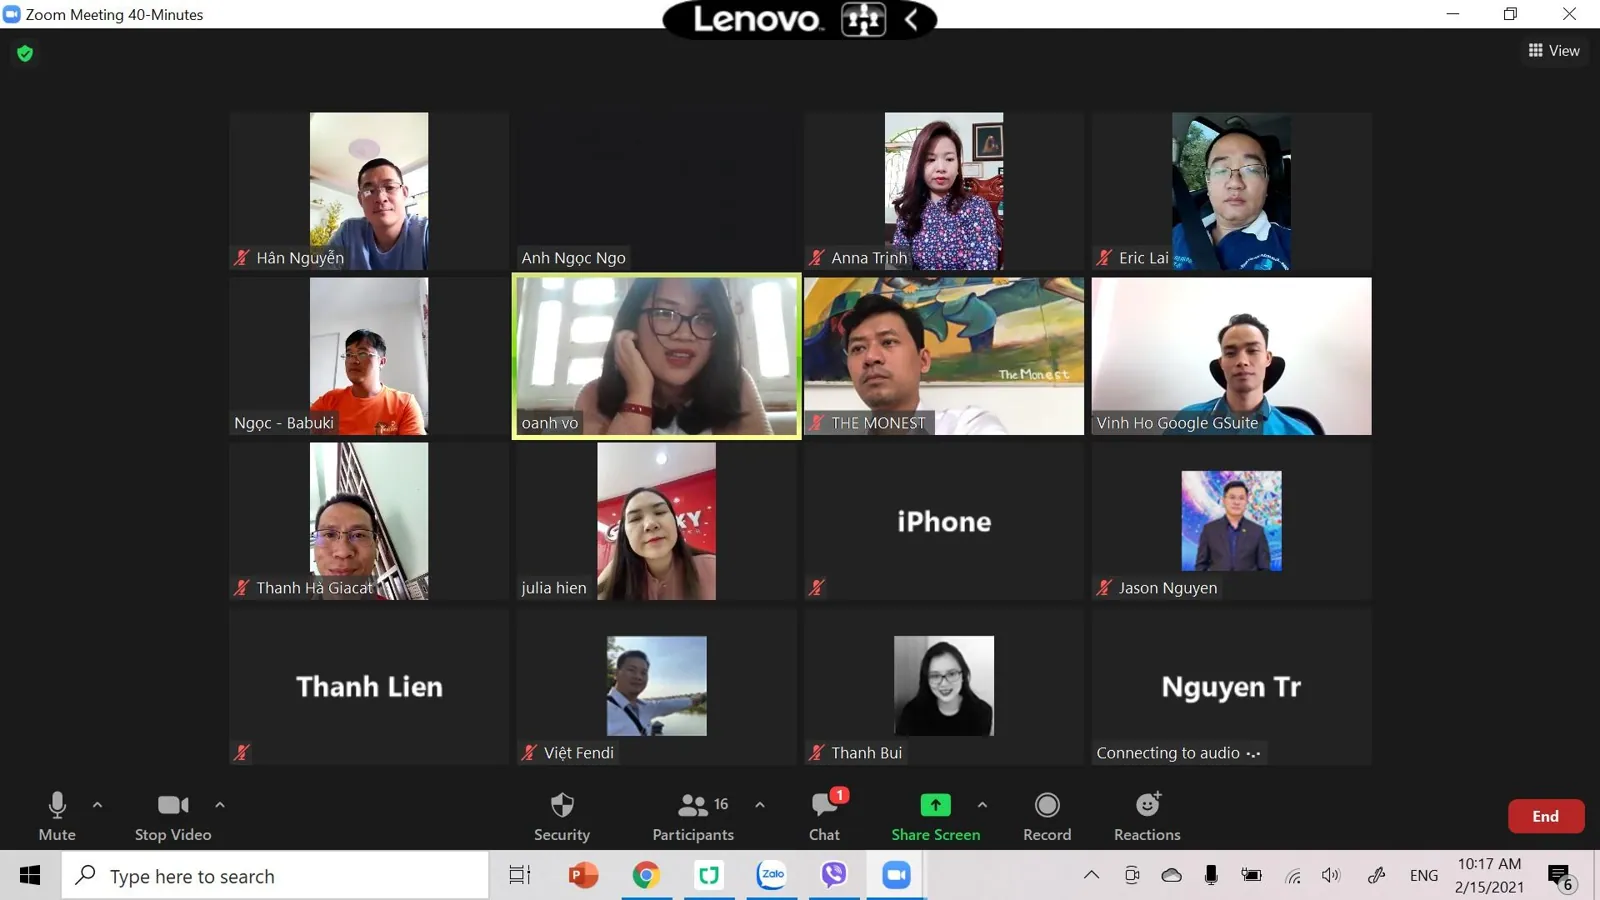 Zoom Meeting 40-Minutes
Lenovo
View
Hân Nguyễn
Anh Ngọc Ngo
Anna Trinh
Eric Lai
Ngọc - Babuki
oanh vo
The Monest
THE MONEST
Vinh Ho Google GSuite
Thanh Hà Giacat
julia hien
iPhone
Jason Nguyen
Thanh Lien
Việt Fendi
Thanh Bui
Nguyen Tr
Connecting to audio
Mute
Stop Video
Security
16
Participants
1
Chat
Share Screen
Record
Reactions
End
Type here to search
P
Zalo
ENG
10:17 AM
2/15/2021
6